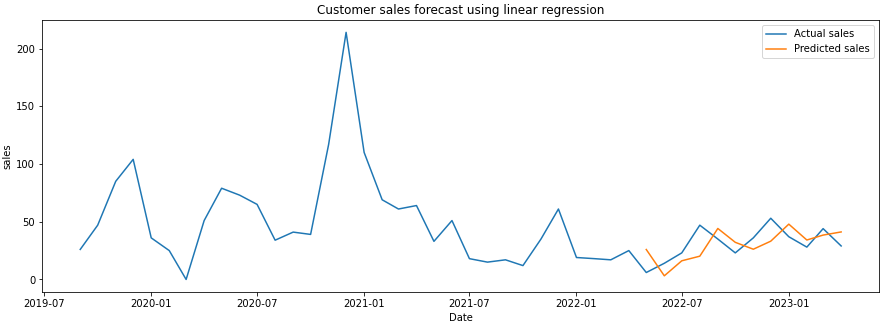 Customer sales forecast using linear regression
Actual sales
Predicted sales
200
150
100
50
0
sales
2019-07
2020-01
2020-07
2021-01
2021-07
2022-01
2022-07
2023-01
Date